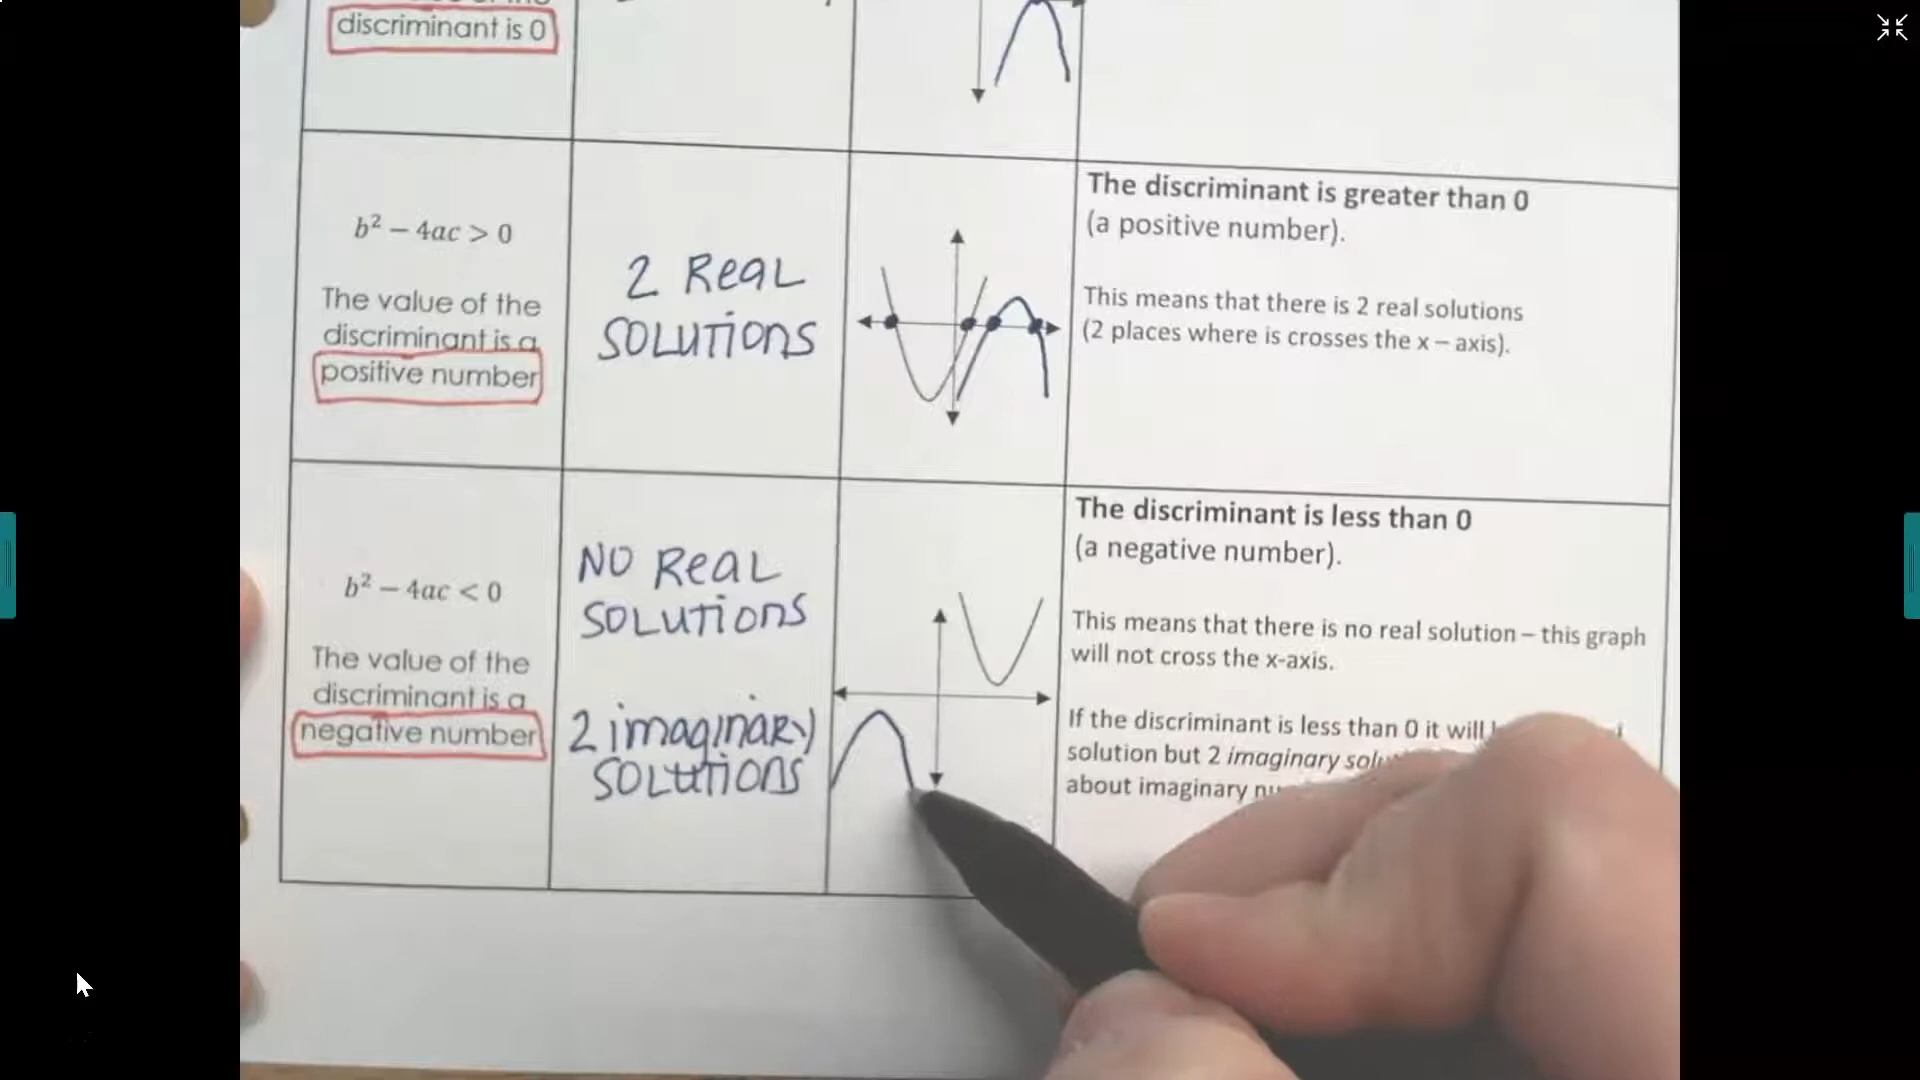 discriminant is 0
b² − 4ac > 0
The value of the
discriminant is a
positive number
2 Real
SOLUTIONS
The discriminant is greater than 0
(a positive number).
This means that there is 2 real solutions
(2 places where is crosses the x – axis).
b² − 4ac < 0
The value of the
discriminant is a
negative number
NO Real
SOLUTIONS
2 imaginary
SOLUTIONS
The discriminant is less than 0
(a negative number).
This means that there is no real solution – this graph
will not cross the x-axis.
If the discriminant is less than 0 it will
solution but 2 imaginary
about imaginary